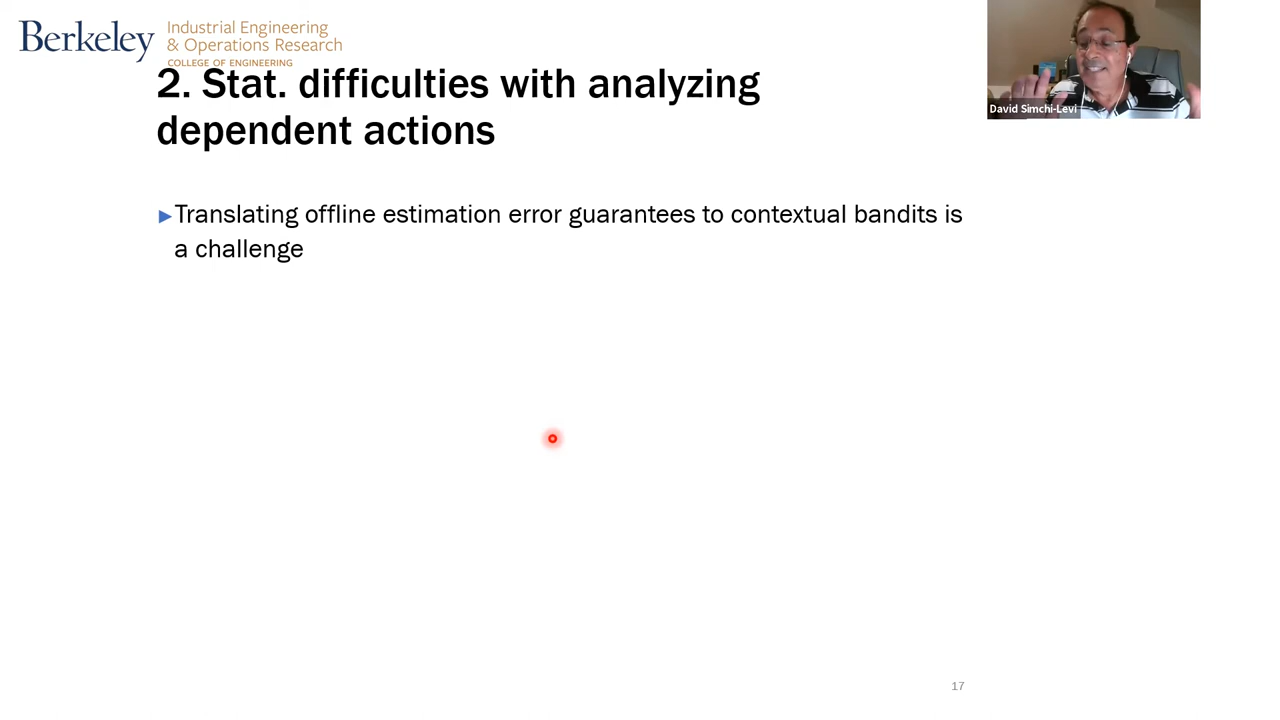 Berkeley
Industrial Engineering
& Operations Research
COLLEGE OF ENGINEERING
David Simchi-Levi
2. Stat. difficulties with analyzing
dependent actions
►Translating offline estimation error guarantees to contextual bandits is
a challenge
17